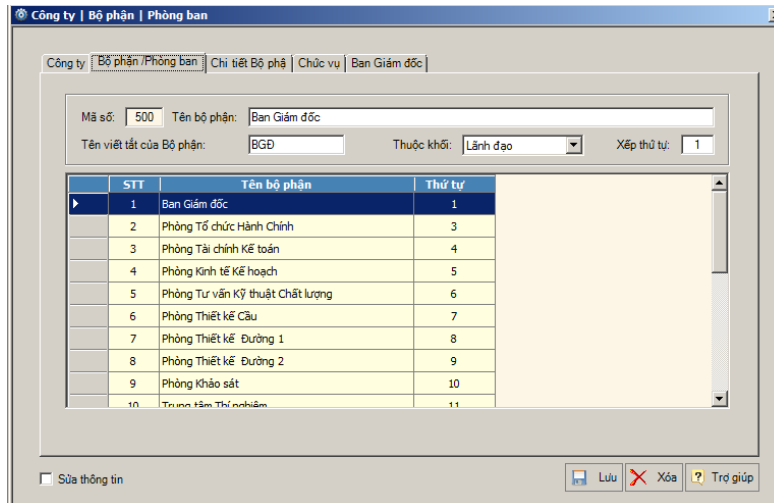 Công ty | Bộ phận | Phòng ban
Công ty Bộ phận /Phòng ban Chi tiết Bộ phậ Chức vụ Ban Giám đốc
Mã số: 500 Tên bộ phận: Ban Giám đốc
Tên viết tắt của Bộ phận: BGĐ Thuộc khối: Lãnh đạo Xếp thứ tự: 1
STT Tên bộ phận Thứ tự
1 Ban Giám đốc 1
2 Phòng Tổ chức Hành Chính 3
3 Phòng Tài chính Kế toán 4
4 Phòng Kinh tế Kế hoạch 5
5 Phòng Tư vấn Kỹ thuật Chất lượng 6
6 Phòng Thiết kế Cầu 7
7 Phòng Thiết kế Đường 1 8
8 Phòng Thiết kế Đường 2 9
9 Phòng Khảo sát 10
10 Trung tâm Thí nghiệm 11
Sửa thông tin Lưu Xóa Trợ giúp